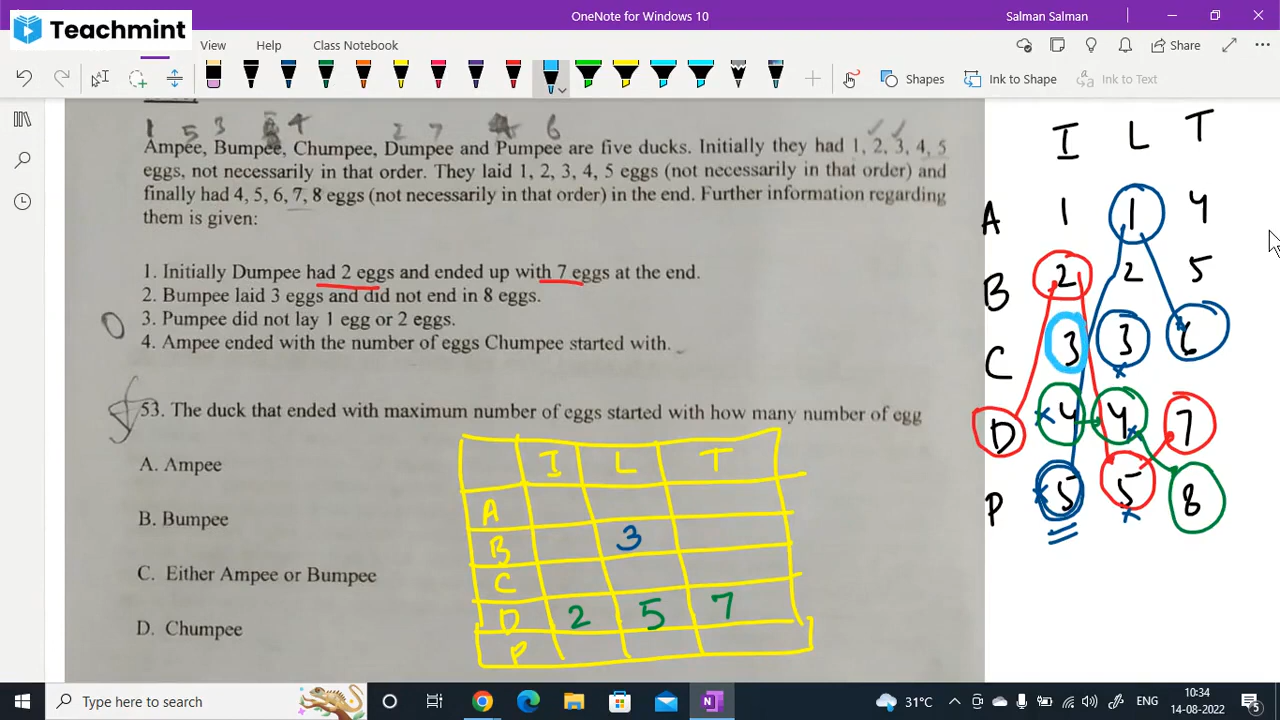 OneNote for Windows 10
Salman Salman
Teachmint
View Help Class Notebook
Share
Shapes
Ink to Shape
Ink to Text
1 5 3 4 2 7 6
Ampee, Bumpee, Chumpee, Dumpee and Pumpee are five ducks. Initially they had 1, 2, 3, 4, 5
eggs, not necessarily in that order. They laid 1, 2, 3, 4, 5 eggs (not necessarily in that order) and
finally had 4, 5, 6, 7, 8 eggs (not necessarily in that order) in the end. Further information regarding
them is given:
1. Initially Dumpee had 2 eggs and ended up with 7 eggs at the end.
2. Bumpee laid 3 eggs and did not end in 8 eggs.
3. Pumpee did not lay 1 egg or 2 eggs.
4. Ampee ended with the number of eggs Chumpee started with.
53. The duck that ended with maximum number of eggs started with how many number of egg
A. Ampee
B. Bumpee
C. Either Ampee or Bumpee
D. Chumpee
I L T
A
B 3
C
D 2 5 7
P
I L T
A 1 1 4
B 2 2 5
C 3 3 6
D 4 4 7
P 5 5 8
Type here to search
31°C
ENG
10:34
14-08-2022
5